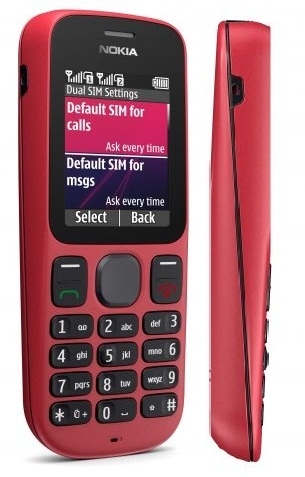 NOKIA
1 2
Dual SIM Settings
Default SIM for
calls
Ask every time
Default SIM for
msgs
Ask every time
Select Back
1 2 abc def 3
4 ghi 5 jkl mno 6
7 pqrs 8 tuv wxyz 9
* + 0 #